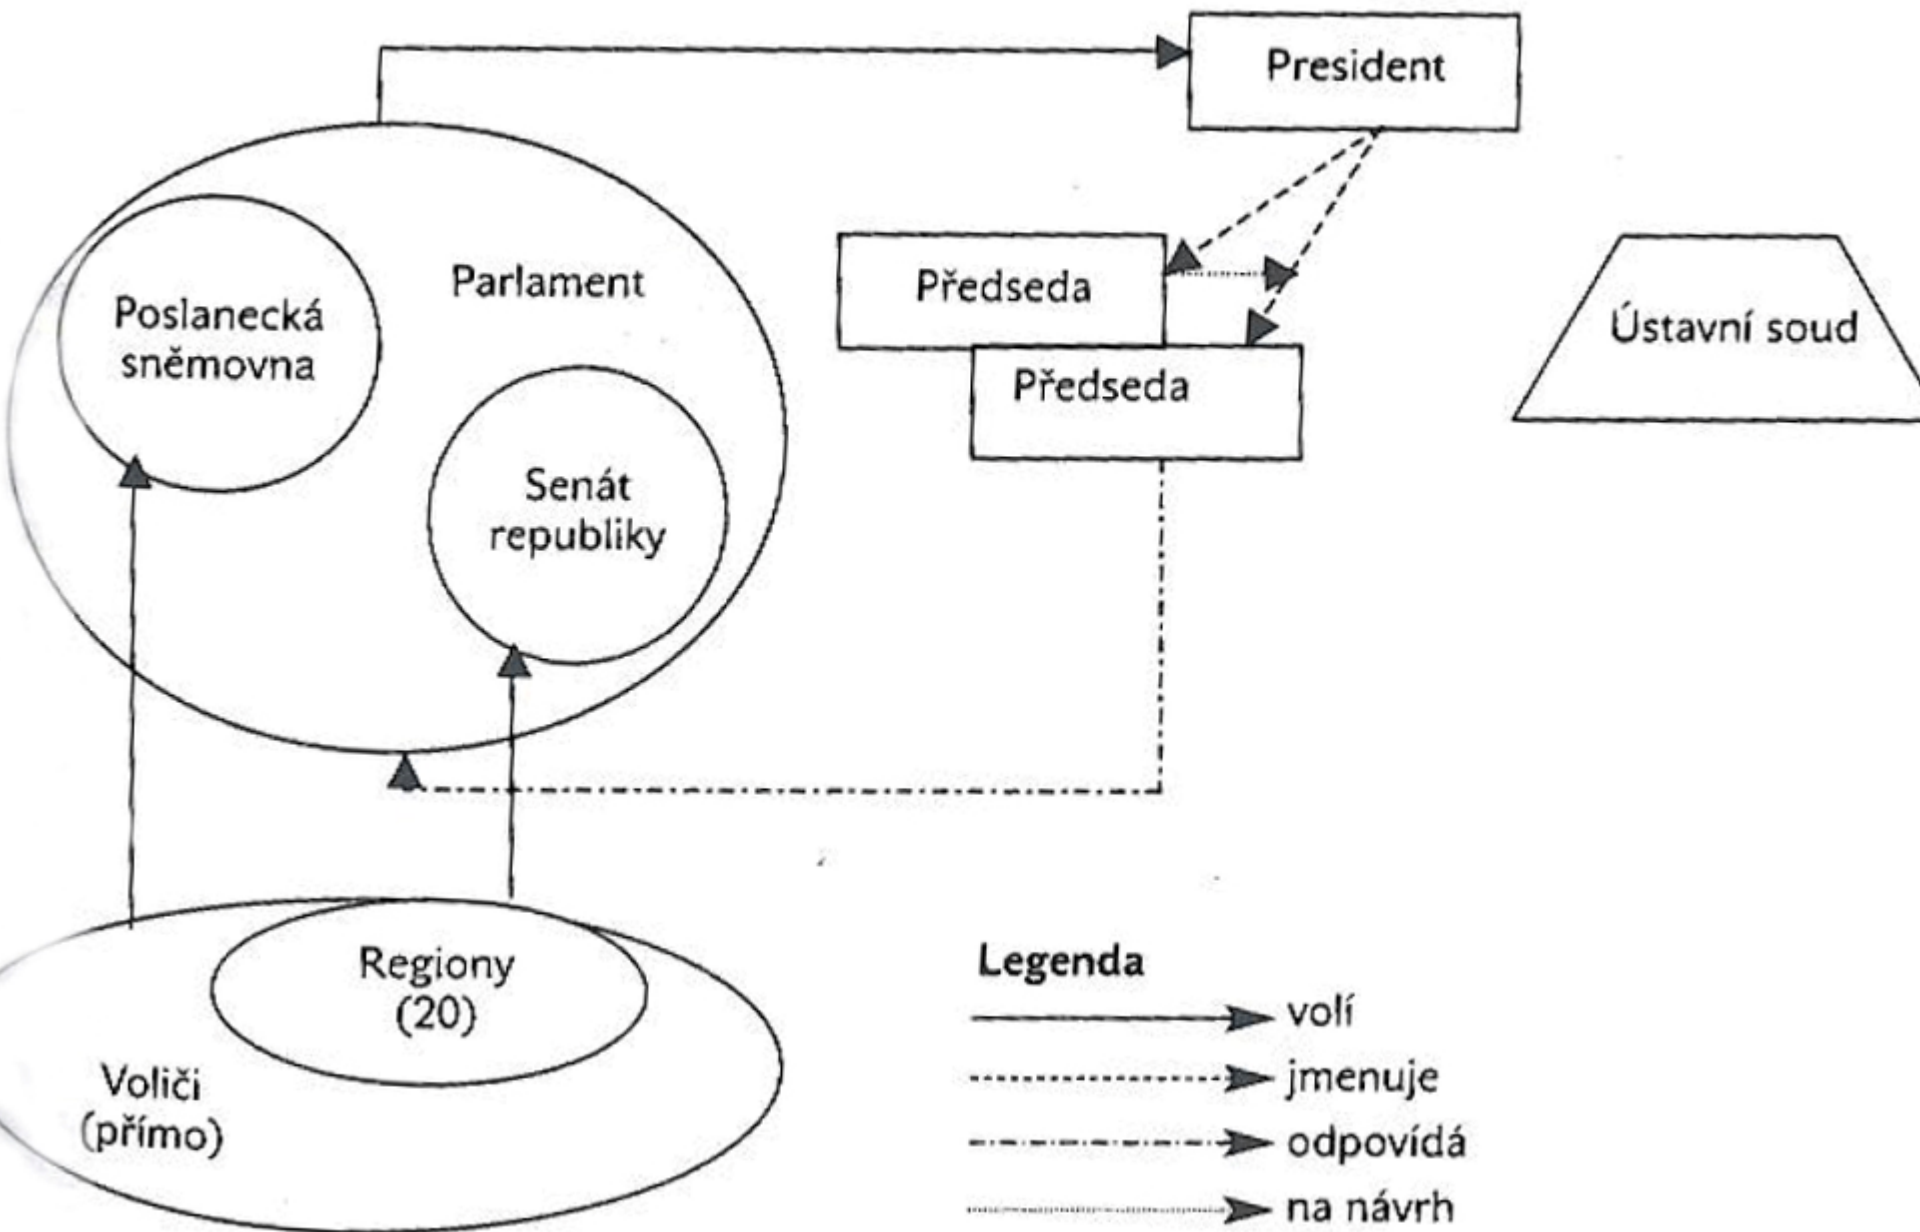 President
Parlament
Poslanecká
sněmovna
Senát
republiky
Předseda
Předseda
Ústavní soud
Regiony
(20)
Voliči
(přímo)
Legenda
volí
jmenuje
odpovídá
na návrh